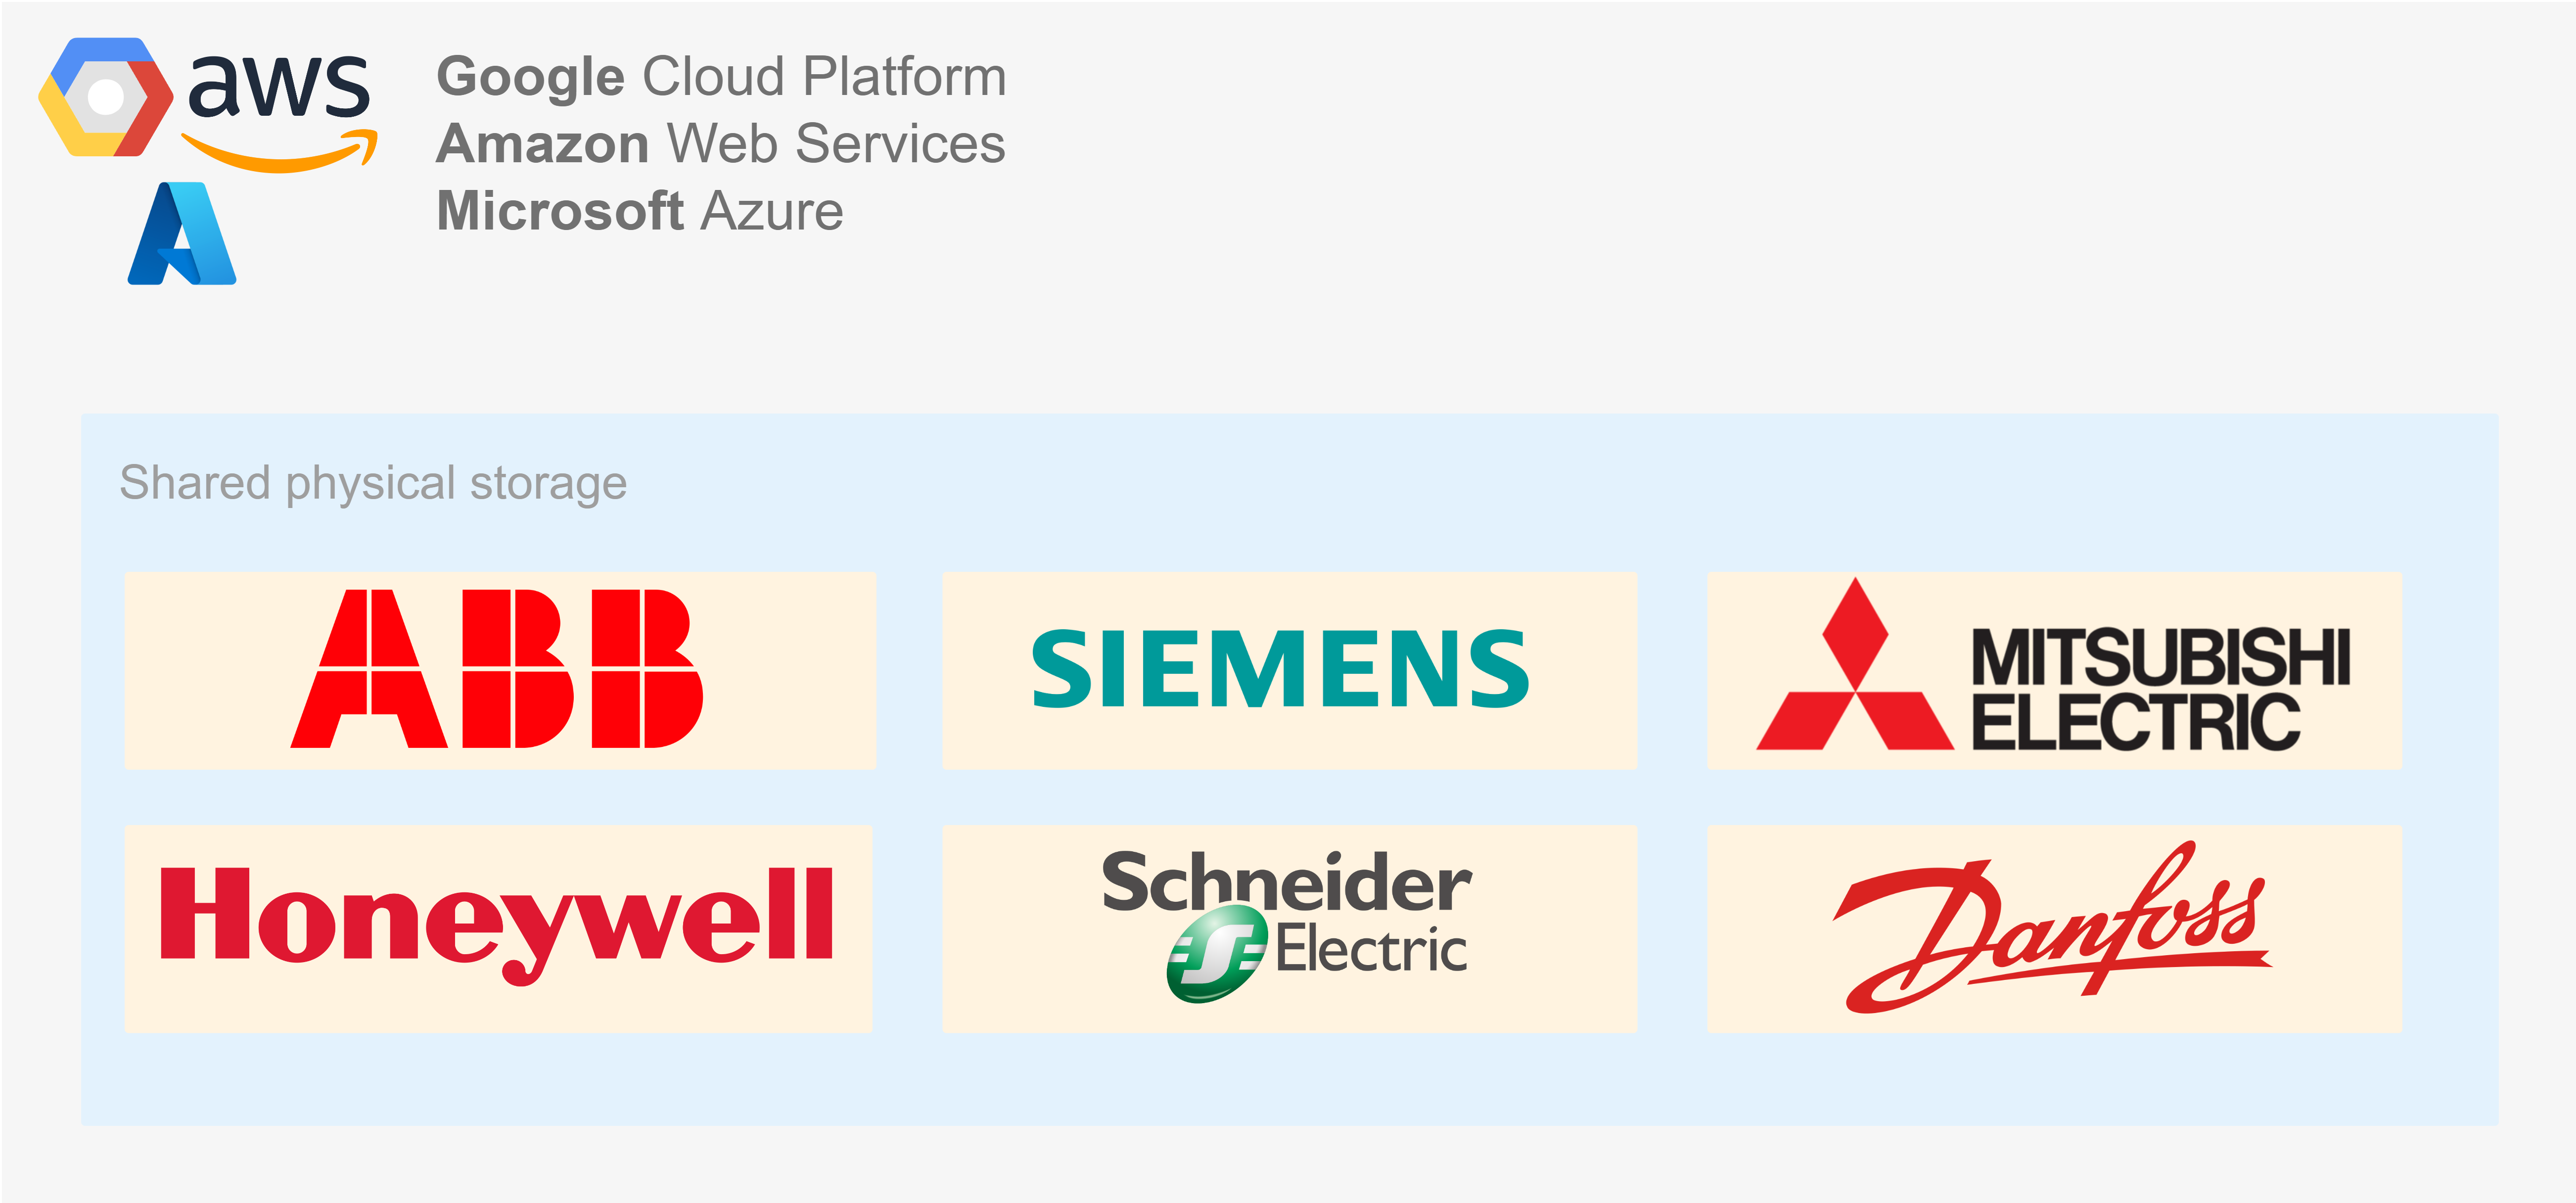 aws
Google Cloud Platform
Amazon Web Services
Microsoft Azure
Shared physical storage
ABB
SIEMENS
MITSUBISHI
ELECTRIC
Honeywell
Schneider
Electric
Danfoss